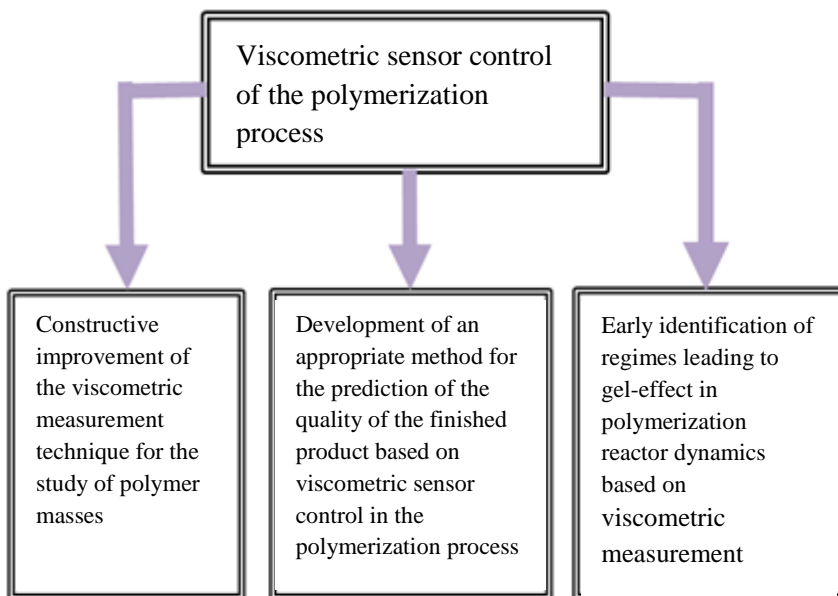 Viscometric sensor control
of the polymerization
process
Constructive
improvement of
the viscometric
measurement
technique for the
study of polymer
masses
Development of an
appropriate method for
the prediction of the
quality of the finished
product based on
viscometric sensor
control in the
polymerization process
Early identification of
regimes leading to
gel-effect in
polymerization
reactor dynamics
based on
viscometric
measurement